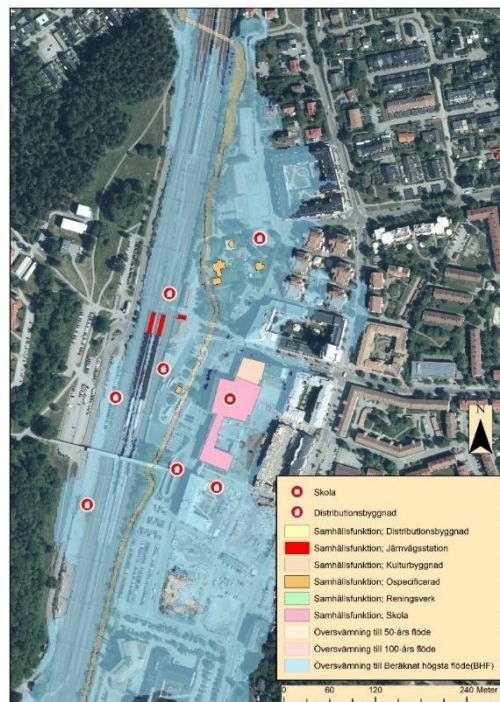 N
Skola
Distributionsbyggnad
Samhällsfunktion; Distributionsbyggnad
Samhällsfunktion; Järnvägsstation
Samhällsfunktion; Kulturbyggnad
Samhällsfunktion; Ospecificerad
Samhällsfunktion; Reningsverk
Samhällsfunktion; Skola
Översvämning till 50-års flöde
Översvämning till 100-års flöde
Översvämning till Beräknat högsta flöde(BHF)
0 60 120 240 Meter